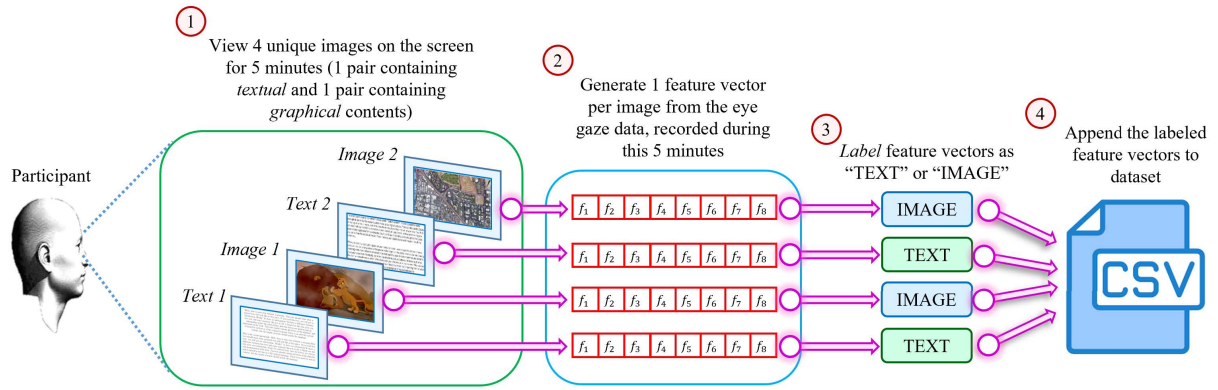 1
View 4 unique images on the screen
for 5 minutes (1 pair containing
textual and 1 pair containing
graphical contents)
2
Generate 1 feature vector
per image from the eye
gaze data, recorded during
this 5 minutes
3
Label feature vectors as
“TEXT” or “IMAGE”
4
Append the labeled
feature vectors to
dataset
Participant
Image 2
Text 2
Image 1
Text 1
f1 f2 f3 f4 f5 f6 f7 f8
IMAGE
f1 f2 f3 f4 f5 f6 f7 f8
TEXT
f1 f2 f3 f4 f5 f6 f7 f8
IMAGE
f1 f2 f3 f4 f5 f6 f7 f8
TEXT
CSV